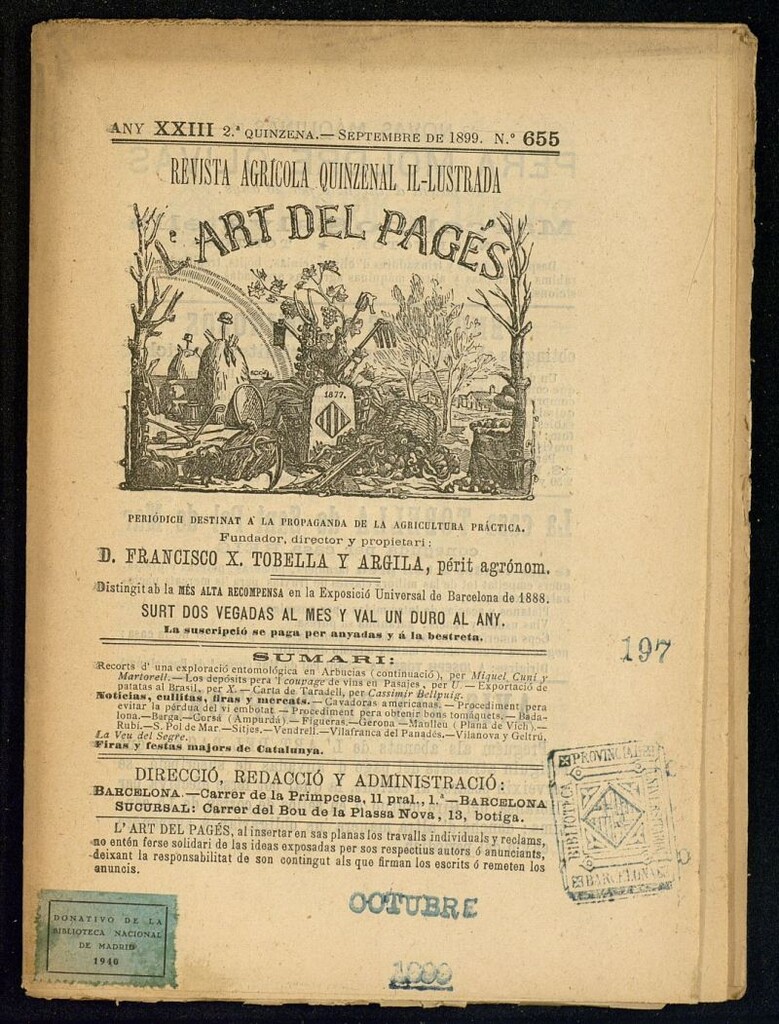 ANY XXIII 2.ª QUINZENA.— SEPTEMBRE DE 1899. N.º 655
REVISTA AGRÍCOLA QUINZENAL IL-LUSTRADA
L'ART DEL PAGÉS
1877.
PERIÓDICH DESTINAT A LA PROPAGANDA DE LA AGRICULTURA PRÁCTICA.
Fundador, director y propietari:
D. FRANCISCO X. TOBELLA Y ARGILA, périt agrónom.
Distingit ab la MÉS ALTA RECOMPENSA en la Exposició Universal de Barcelona de 1888.
SURT DOS VEGADAS AL MES Y VAL UN DURO AL ANY.
La suscripció se paga per anyadas y á la bestreta.
SUMARI:
Recorts d' una exploració entomológica en Arbucias (continuació), per Miquel Cuní y
Martorell.— Los depósits pera 'l coupage de vins en Pasajes, per U.— Exportació de
patatas al Brasil, per X.— Carta de Taradell, per Cassimir Bellpuig.
Noticias, cullitas, firas y mercats.— Cavadoras americanas.— Procediment pera
evitar la pérdua del vi embotat — Procediment pera obtenir bons tomáquets.— Bada-
lona.—Berga.—Corsá (Ampurdá).— Figueras.—Gerona —Manlleu (Plana de Vich).—
Rubí.—S. Pol de Mar.—Sitjes.—Vendrell.—Vilafranca del Panadés.—Vilanova y Geltrú,
La Veu del Segre.
Firas y festas majors de Catalunya.
DIRECCIÓ, REDACCIÓ Y ADMINISTRACIÓ:
BARCELONA.—Carrer de la Primpcesa, 11 pral., 1.ª—BARCELONA
SUCURSAL: Carrer del Bou de la Plassa Nova, 13, botiga.
L' ART DEL PAGÉS, al insertar en sas planas los travalls individuals y reclams,
no entén ferse solidari de las ideas exposadas per sos respectius autors ó anunciants,
deixant la responsabilitat de son contingut als que firman los escrits ó remeten los
anuncis.
197
BIBLIOTECA
PROVINCIAL
BARCELONA
OCTUBRE
1899
DONATIVO DE LA
BIBLIOTECA NACIONAL
DE MADRID
1940